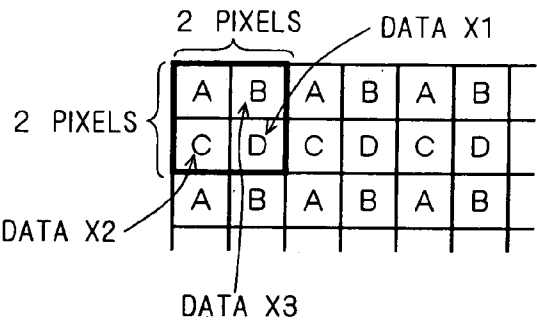 2 PIXELS
DATA X1
2 PIXELS
A B A B A B
C D C D C D
A B A B A B
DATA X2
DATA X3